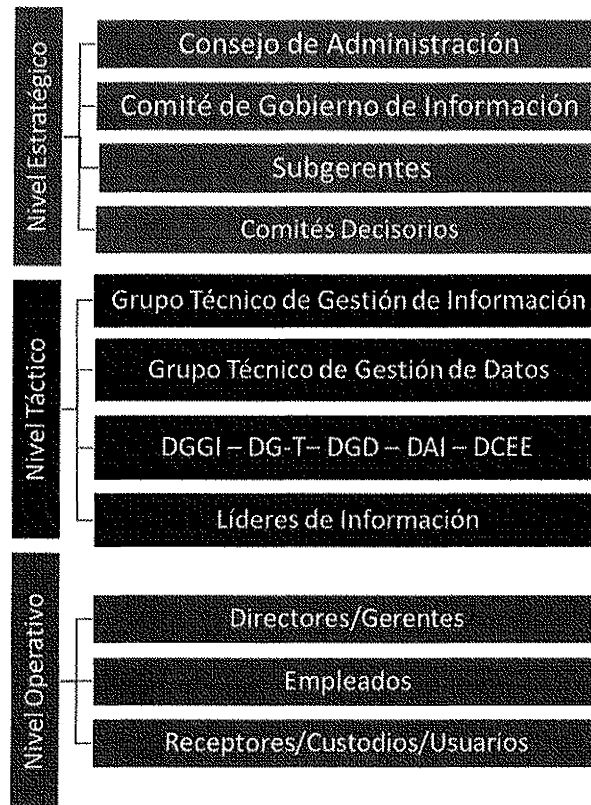 Nivel Estratégico
Consejo de Administración
Comité de Gobierno de Información
Subgerentes
Comités Decisorios
Nivel Táctico
Grupo Técnico de Gestión de Información
Grupo Técnico de Gestión de Datos
DGGI – DG-T– DGD – DAI – DCEE
Líderes de Información
Nivel Operativo
Directores/Gerentes
Empleados
Receptores/Custodios/Usuarios